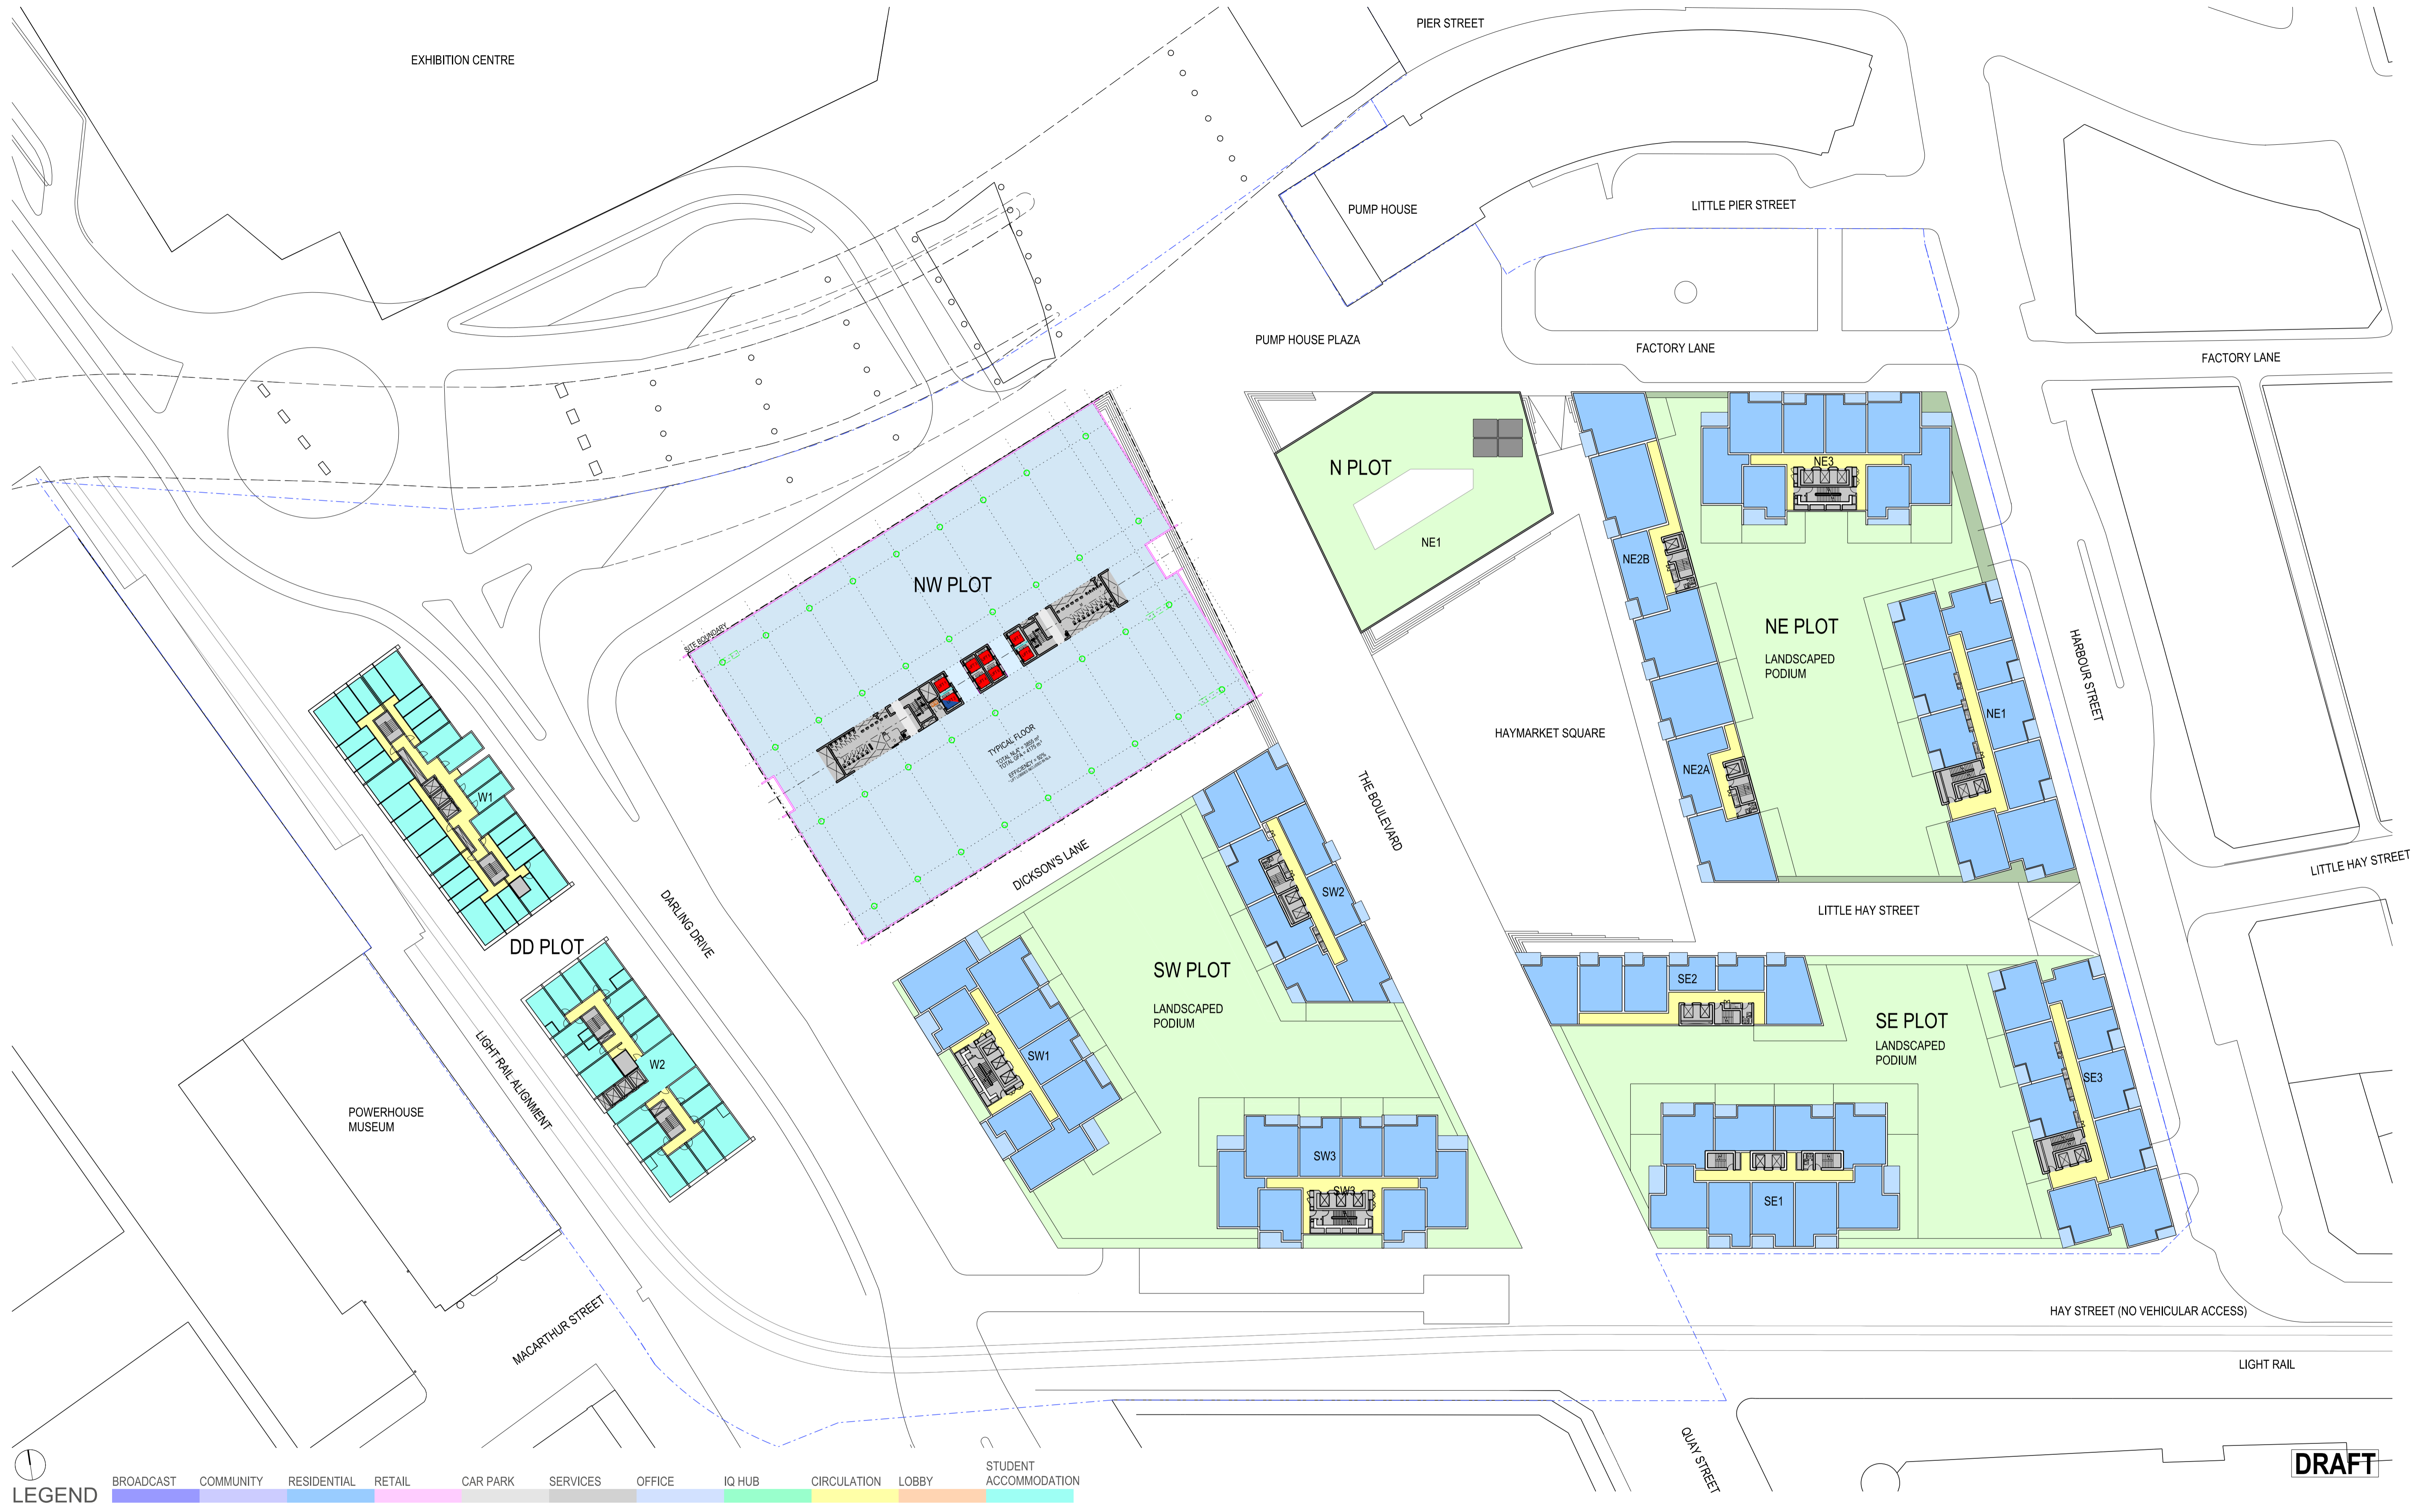 PIER STREET
EXHIBITION CENTRE
LITTLE PIER STREET
PUMP HOUSE
PUMP HOUSE PLAZA
FACTORY LANE
FACTORY LANE
N PLOT
NE3
NE1
NE2B
NW PLOT
SITE BOUNDARY
NE PLOT
LANDSCAPED
PODIUM
HARBOUR STREET
NE1
HAYMARKET SQUARE
TYPICAL FLOOR
EFFICIENCY = 92%
NE2A
W1
THE BOULEVARD
DICKSON'S LANE
LITTLE HAY STREET
SW2
DARLING DRIVE
LITTLE HAY STREET
DD PLOT
SW PLOT
LANDSCAPED
PODIUM
SE2
SE PLOT
LANDSCAPED
PODIUM
LIGHT RAIL ALIGNMENT
W2
SW1
SE3
POWERHOUSE
MUSEUM
SW3
SW3
SE1
MACARTHUR STREET
HAY STREET (NO VEHICULAR ACCESS)
LIGHT RAIL
QUAY STREET
DRAFT
LEGEND
BROADCAST
COMMUNITY
RESIDENTIAL
RETAIL
CAR PARK
SERVICES
OFFICE
IQ HUB
CIRCULATION
LOBBY
STUDENT
ACCOMMODATION